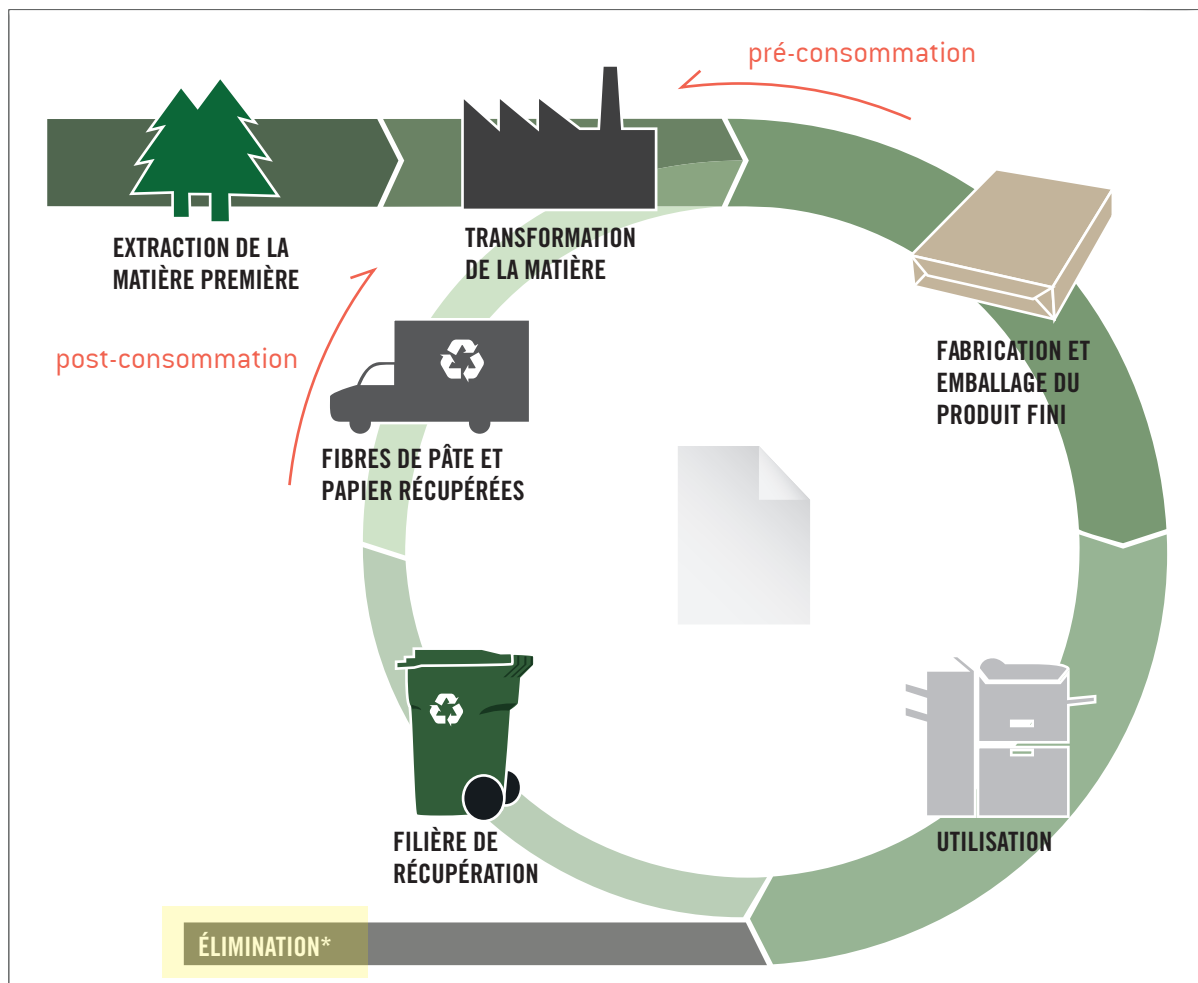 pré-consommation
EXTRACTION DE LA
MATIÈRE PREMIÈRE
TRANSFORMATION
DE LA MATIÈRE
post-consommation
FABRICATION ET
EMBALLAGE DU
PRODUIT FINI
FIBRES DE PÂTE ET
PAPIER RÉCUPÉRÉES
FILIÈRE DE
RÉCUPÉRATION
UTILISATION
ÉLIMINATION*